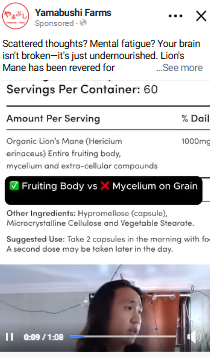 Yamabushi Farms
Sponsored ·
Scattered thoughts? Mental fatigue? Your brain
isn't broken—it's just undernourished. Lion's
Mane has been revered for ...See more
Servings Per Container: 60
Amount Per Serving % Dail
Organic Lion's Mane (Hericium 1000mg
erinaceus) Entire fruiting body,
mycelium and extra-cellular compounds
✅ Fruiting Body vs ❌ Mycelium on Grain
Other Ingredients: Hypromellose (capsule),
Microcrystalline Cellulose and Vegetable Stearate.
Suggested Use: Take 2 capsules in the morning with fo
A second dose may be taken later in the day.
0:09 / 1:08